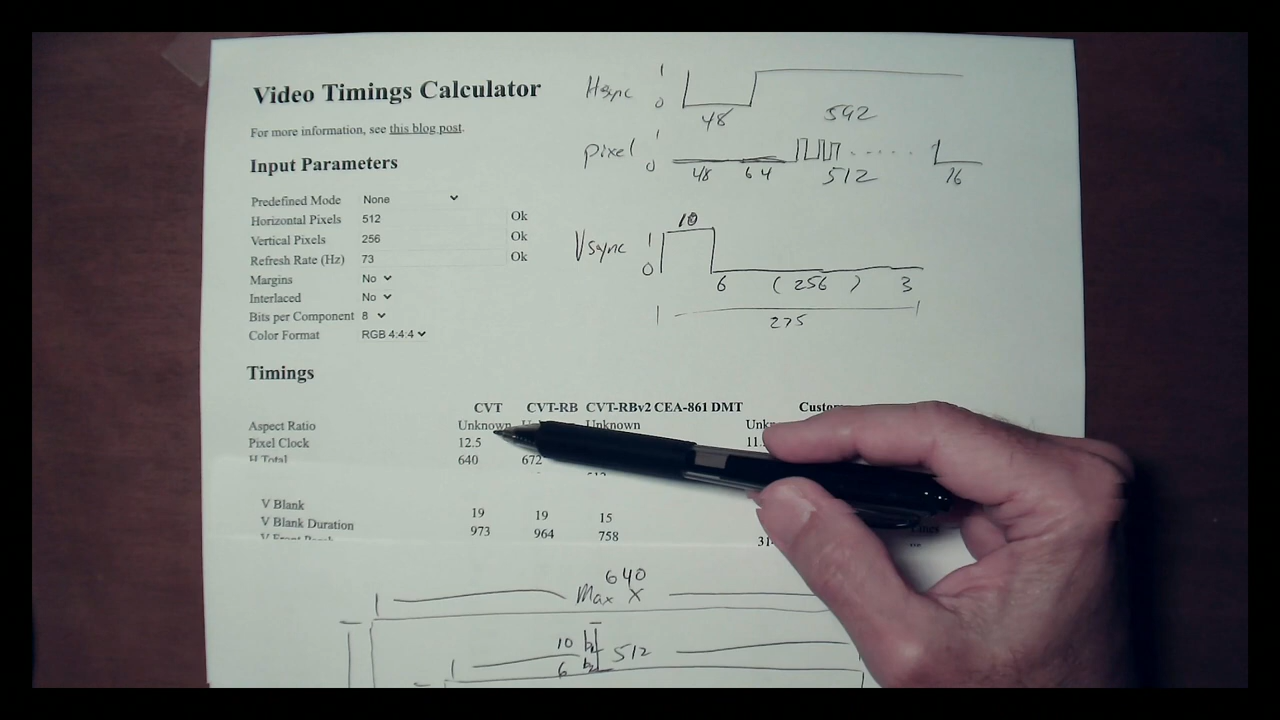 Video Timings Calculator
For more information, see this blog post.
Input Parameters
Predefined Mode None
Horizontal Pixels 512 Ok
Vertical Pixels 256 Ok
Refresh Rate (Hz) 73 Ok
Margins No
Interlaced No
Bits per Component 8
Color Format RGB 4:4:4
Hsync 1 0
48 592
pixel 1 0
48 64 512 16
10
Vsync 1 0
6 (256) 3
275
Timings
CVT CVT-RB CVT-RBv2 CEA-861 DMT
Aspect Ratio Unknown Unknown
Pixel Clock 12.5
H Total 640 672
V Blank 19 19 15
V Blank Duration 973 964 758
640
Max X
10 512
6